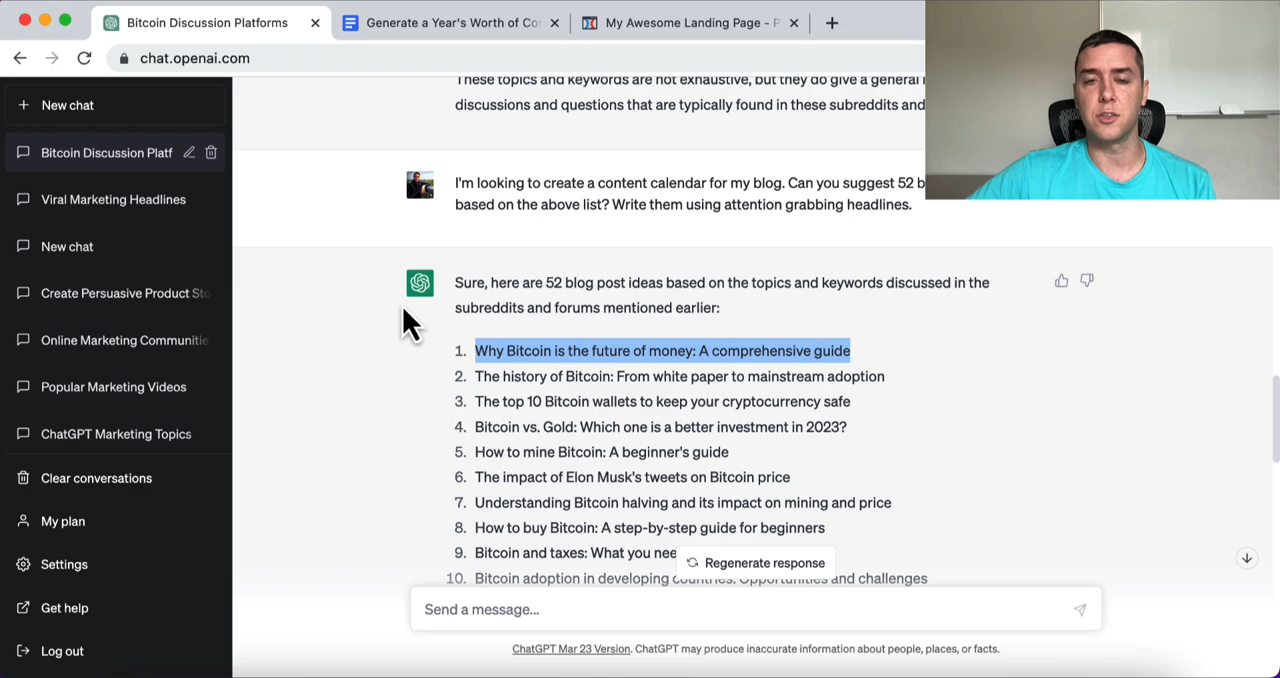 Bitcoin Discussion Platforms
Generate a Year's Worth of Co
My Awesome Landing Page - P
chat.openai.com
New chat
Bitcoin Discussion Platf
Viral Marketing Headlines
New chat
Create Persuasive Product Sto
Online Marketing Communitie
Popular Marketing Videos
ChatGPT Marketing Topics
Clear conversations
My plan
Settings
Get help
Log out
These topics and keywords are not exhaustive, but they do give a general
discussions and questions that are typically found in these subreddits and
I'm looking to create a content calendar for my blog. Can you suggest 52 b
based on the above list? Write them using attention grabbing headlines.
Sure, here are 52 blog post ideas based on the topics and keywords discussed in the
subreddits and forums mentioned earlier:
1. Why Bitcoin is the future of money: A comprehensive guide
2. The history of Bitcoin: From white paper to mainstream adoption
3. The top 10 Bitcoin wallets to keep your cryptocurrency safe
4. Bitcoin vs. Gold: Which one is a better investment in 2023?
5. How to mine Bitcoin: A beginner's guide
6. The impact of Elon Musk's tweets on Bitcoin price
7. Understanding Bitcoin halving and its impact on mining and price
8. How to buy Bitcoin: A step-by-step guide for beginners
9. Bitcoin and taxes: What you nee
Regenerate response
10. Bitcoin adoption in developing countries: Opportunities and challenges
Send a message...
ChatGPT Mar 23 Version. ChatGPT may produce inaccurate information about people, places, or facts.